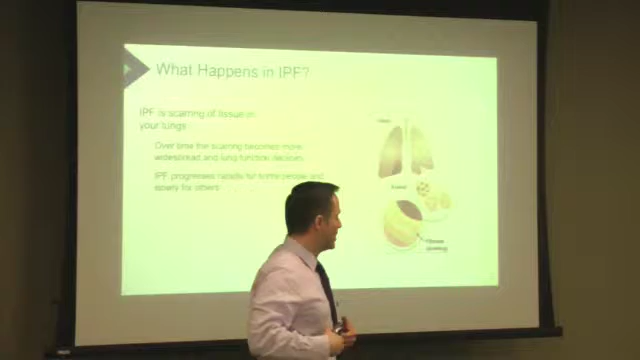 What Happens in IPF?
IPF is scarring of tissue in
your lungs
Over time the scarring becomes more
widespread and lung function declines
IPF progresses rapidly for some people and
slowly for others